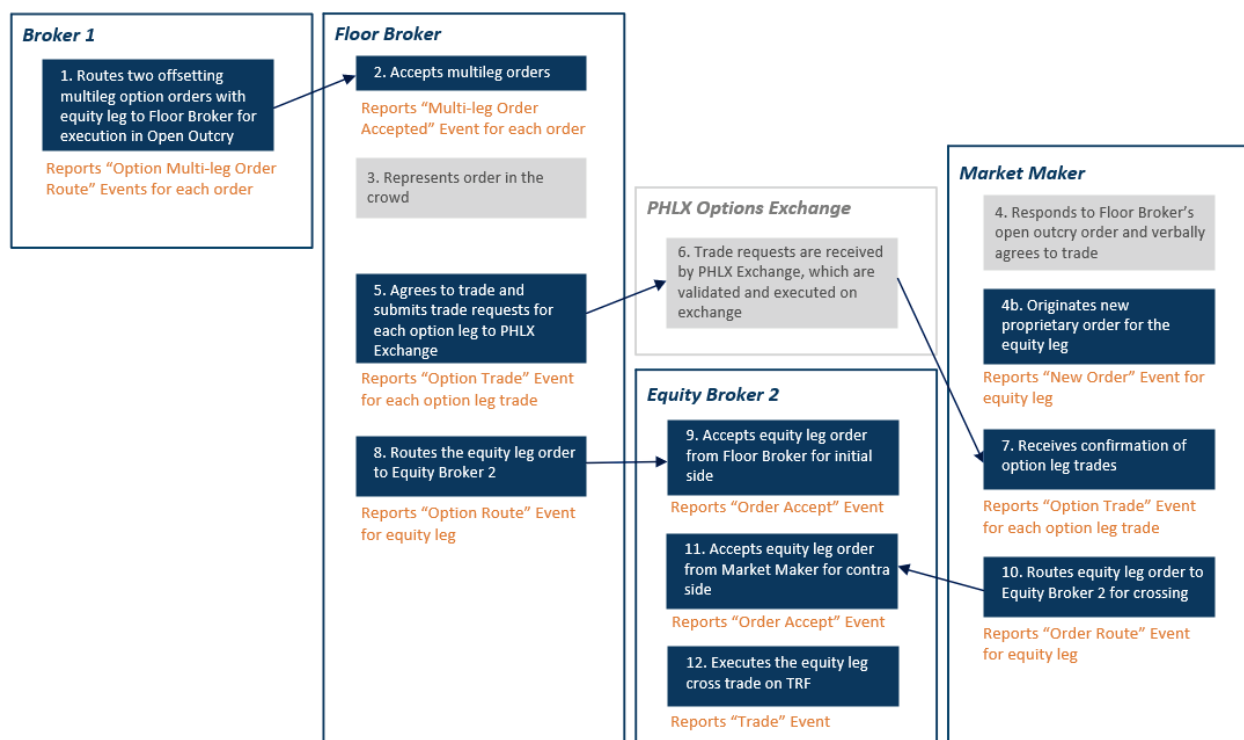 Broker 1
1. Routes two offsetting
multileg option orders with
equity leg to Floor Broker for
execution in Open Outcry
Reports “Option Multi-leg Order
Route” Events for each order
Floor Broker
2. Accepts multileg orders
Reports “Multi-leg Order
Accepted” Event for each order
3. Represents order in the
crowd
5. Agrees to trade and
submits trade requests for
each option leg to PHLX
Exchange
Reports “Option Trade” Event
for each option leg trade
8. Routes the equity leg order
to Equity Broker 2
Reports “Option Route” Event
for equity leg
PHLX Options Exchange
6. Trade requests are received
by PHLX Exchange, which are
validated and executed on
exchange
Equity Broker 2
9. Accepts equity leg order
from Floor Broker for initial
side
Reports “Order Accept” Event
11. Accepts equity leg order
from Market Maker for contra
side
Reports “Order Accept” Event
12. Executes the equity leg
cross trade on TRF
Reports “Trade” Event
Market Maker
4. Responds to Floor Broker’s
open outcry order and verbally
agrees to trade
4b. Originates new
proprietary order for the
equity leg
Reports “New Order” Event for
equity leg
7. Receives confirmation of
option leg trades
Reports “Option Trade” Event
for each option leg trade
10. Routes equity leg order to
Equity Broker 2 for crossing
Reports “Order Route” Event
for equity leg